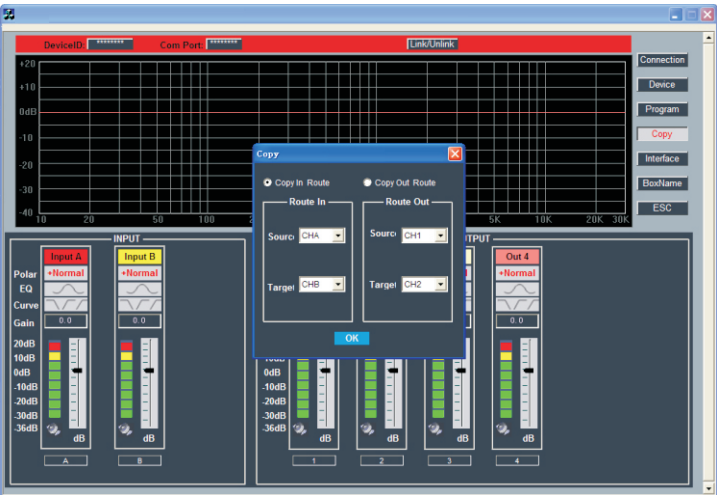 DeviceID: ******** Com Port: ******** Link/Unlink
Connection
Device
Program
Copy
Interface
BoxName
ESC
+20
+10
0dB
-10
-20
-30
-40
10 20 50 100 5K 10K 20K 30K
Copy
Copy In Route Copy Out Route
Route In Route Out
Sourc CHA Sourc CH1
Target CHB Target CH2
OK
INPUT TPUT
Input A Input B Out 4
Polar +Normal +Normal +Normal
EQ
Curve
Gain 0.0 0.0 0.0
20dB
10dB
0dB 0dB
-10dB -10dB
-20dB -20dB
-30dB -30dB
-36dB -36dB
dB dB dB dB dB dB
A B 1 2 3 4